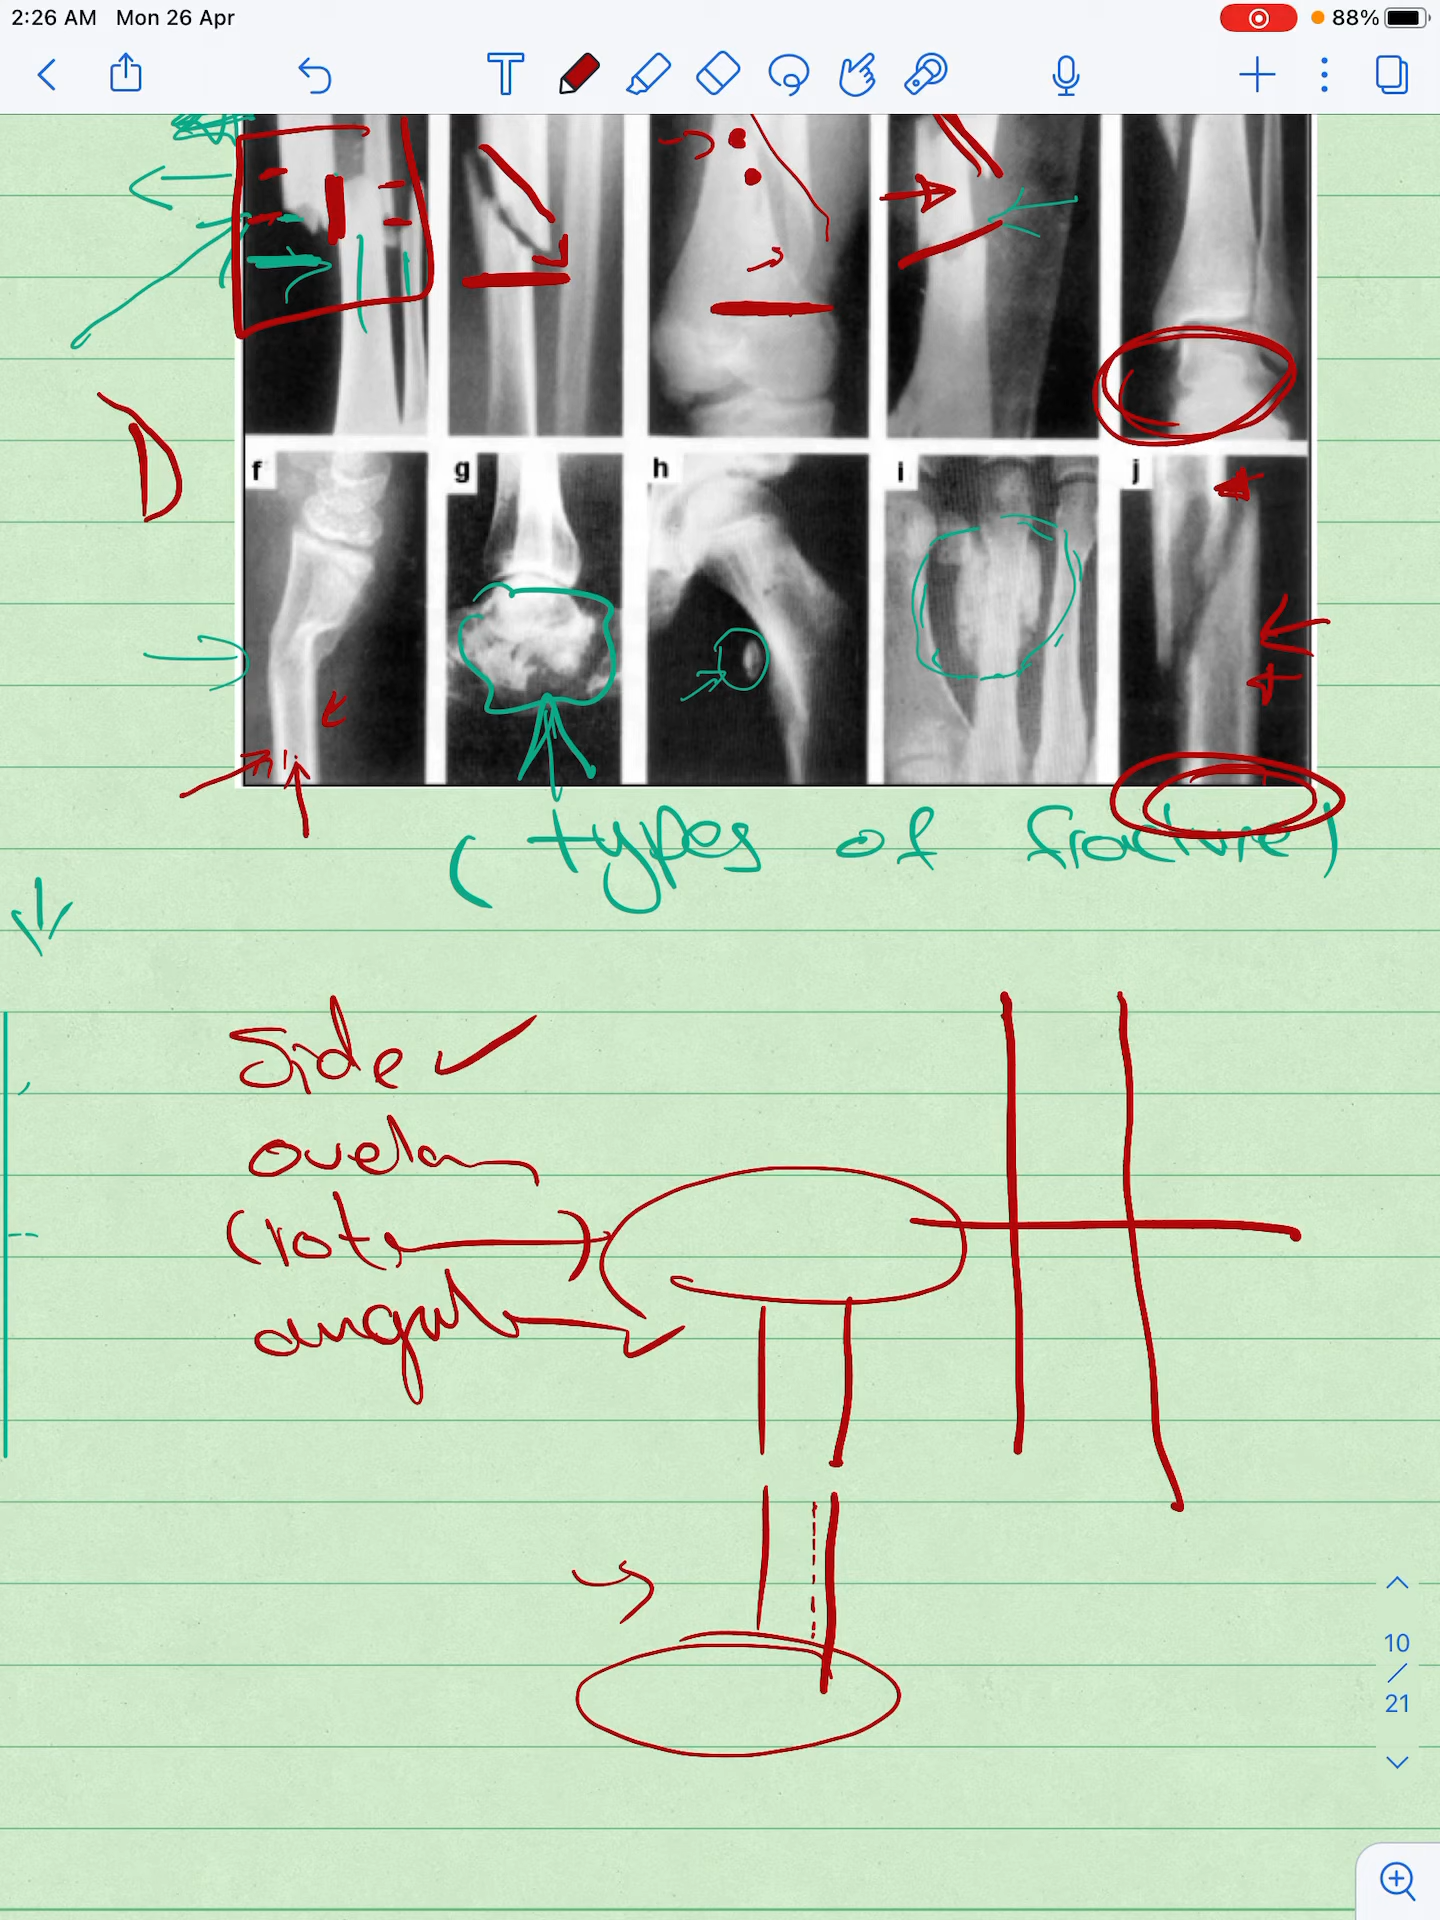 2:26 AM Mon 26 Apr 88%
T
D
f g h i j
(types of fracture)
Side ✓
overlap
(rot
angul
10
/
21